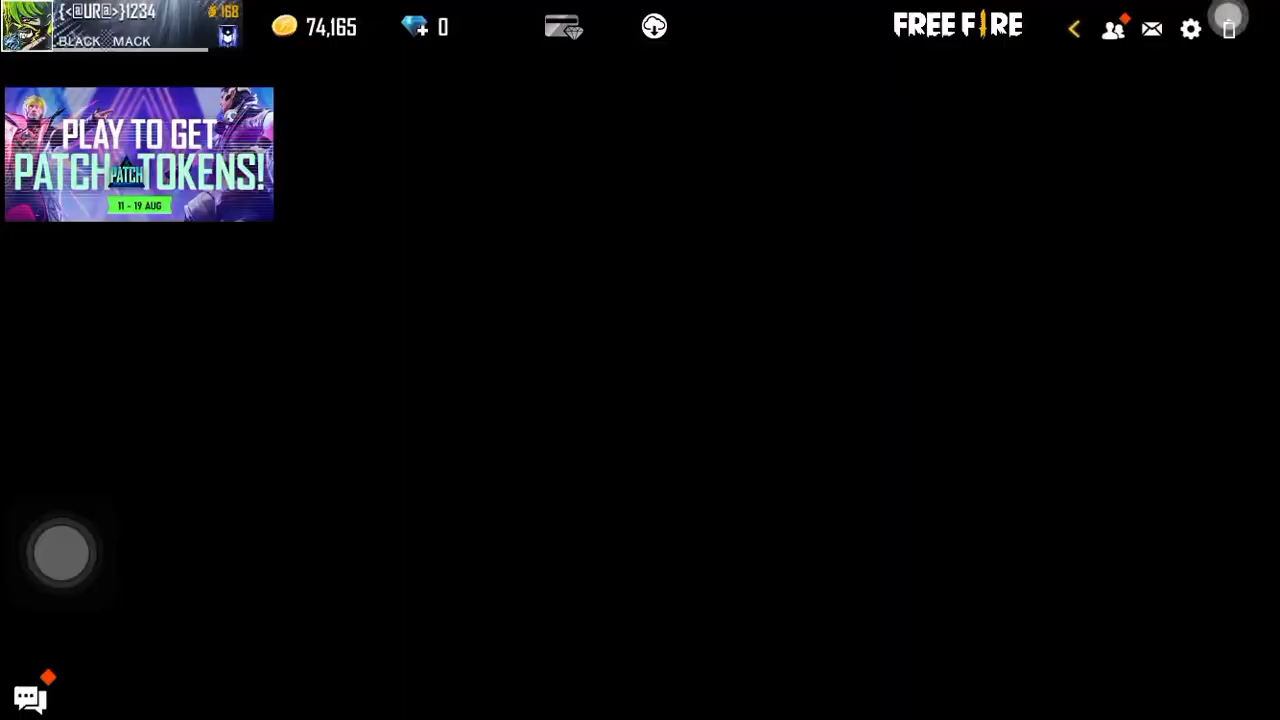 {<@UR@>}1234
168
BLACK MACK
74,165
0
FREE FIRE
PLAY TO GET
PATCH PATCH TOKENS!
11 - 19 AUG